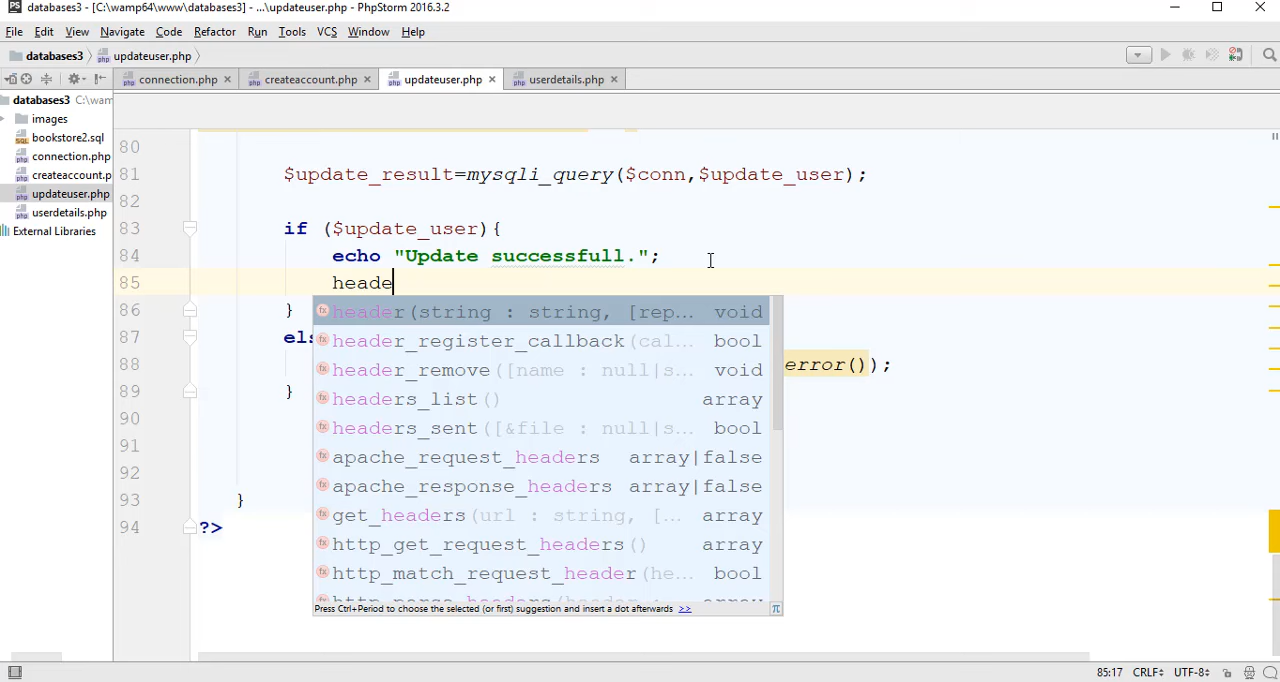 PS databases3 - [C:\wamp64\www\databases3] - ...\updateuser.php - PhpStorm 2016.3.2
File Edit View Navigate Code Refactor Run Tools VCS Window Help
databases3 updateuser.php
connection.php × createaccount.php × updateuser.php × userdetails.php ×
databases3 C:\wa
images
bookstore2.sql
connection.php
createaccount.p
updateuser.php
userdetails.php
External Libraries
80
81 $update_result=mysqli_query($conn,$update_user);
82
83 if ($update_user){
84 echo "Update successfull.";
85 heade
86 }
87 els
88 error());
89 }
90
91
92
93 }
94 ?>
header(string : string, [rep... void
header_register_callback(cal... bool
header_remove([name : null|s... void
headers_list() array
headers_sent([&file : null|s... bool
apache_request_headers array|false
apache_response_headers array|false
get_headers(url : string, [... array
http_get_request_headers() array
http_match_request_header(he... bool
Press Ctrl+Period to choose the selected (or first) suggestion and insert a dot afterwards >> π
85:17 CRLF÷ UTF-8÷